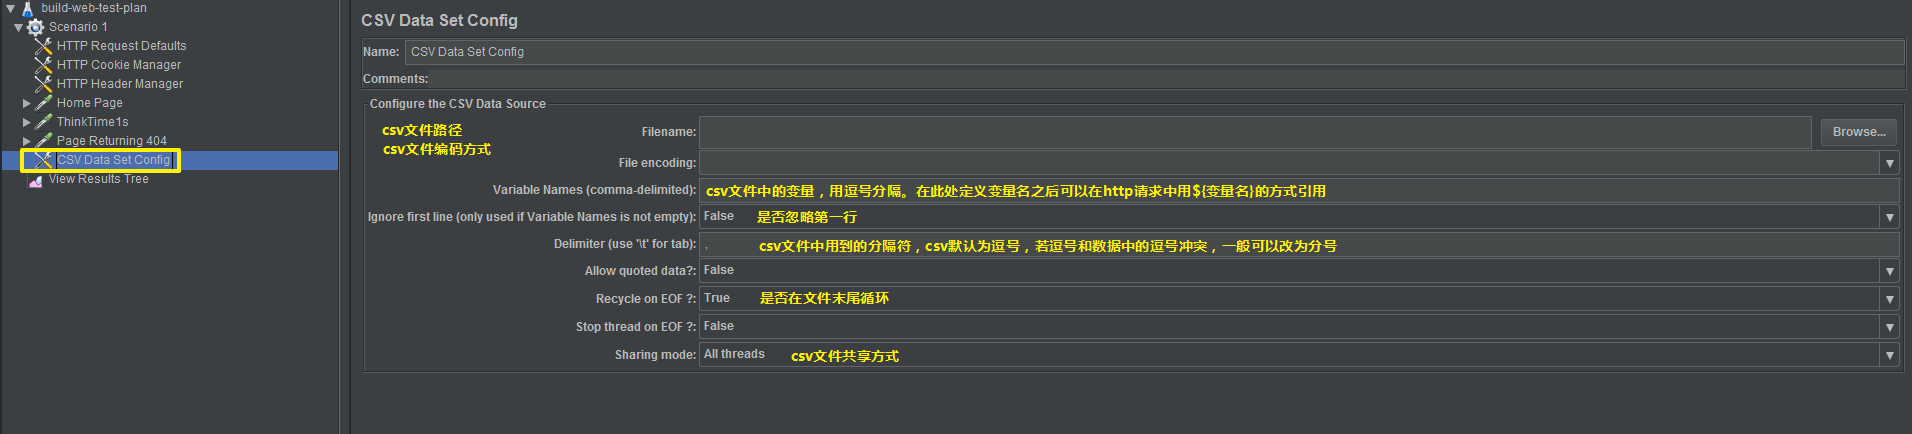 build-web-test-plan
Scenario 1
HTTP Request Defaults
HTTP Cookie Manager
HTTP Header Manager
Home Page
ThinkTime1s
Page Returning 404
CSV Data Set Config
View Results Tree
CSV Data Set Config
Name: CSV Data Set Config
Comments:
Configure the CSV Data Source
csv文件路径
Filename: Browse...
csv文件编码方式
File encoding:
Variable Names (comma-delimited): csv文件中的变量，用逗号分隔。在此处定义变量名之后可以在http请求中用${变量名}的方式引用
Ignore first line (only used if Variable Names is not empty): False 是否忽略第一行
Delimiter (use '\t' for tab): , csv文件中用到的分隔符，csv默认为逗号，若逗号和数据中的逗号冲突，一般可以改为分号
Allow quoted data?: False
Recycle on EOF ?: True 是否在文件末尾循环
Stop thread on EOF ?: False
Sharing mode: All threads csv文件共享方式